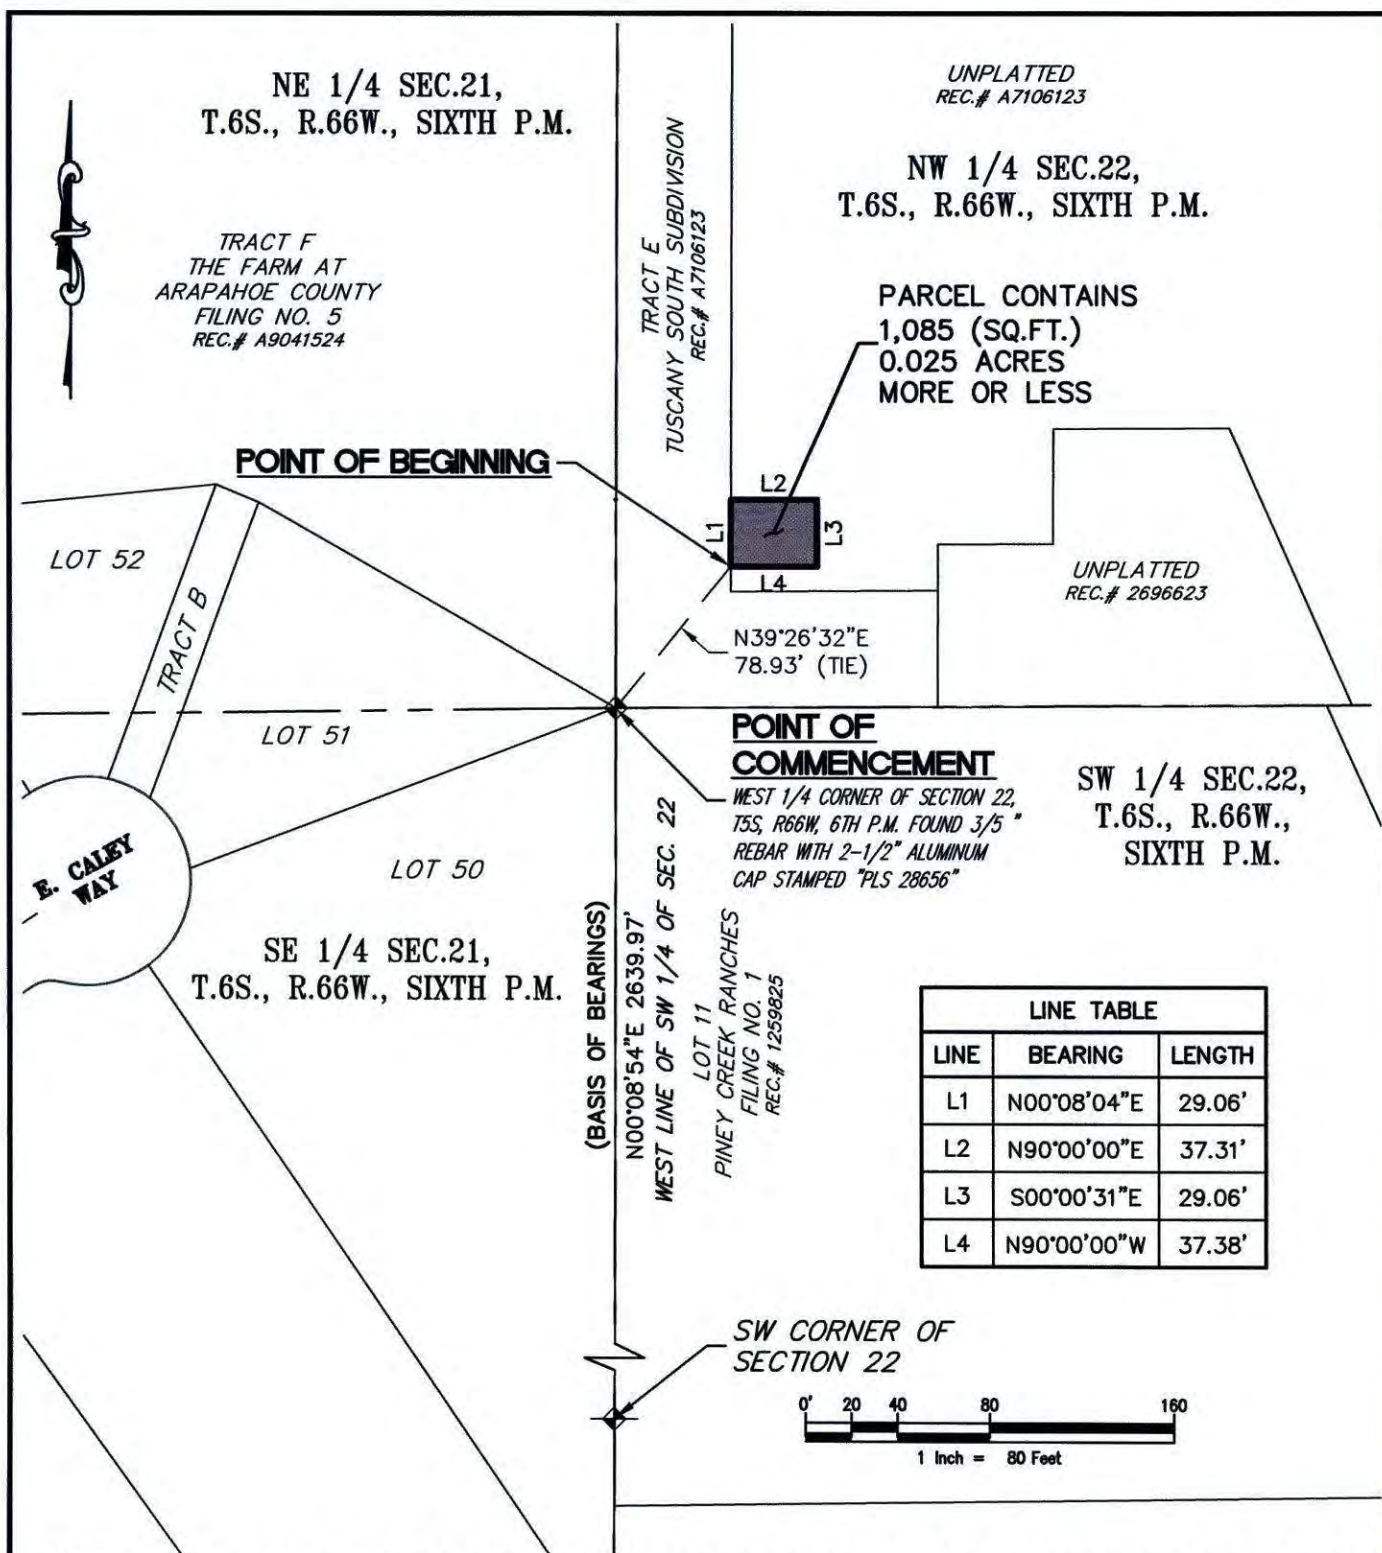 NE 1/4 SEC.21,
T.6S., R.66W., SIXTH P.M.
UNPLATTED
REC.# A7106123
NW 1/4 SEC.22,
T.6S., R.66W., SIXTH P.M.
TRACT F
THE FARM AT
ARAPAHOE COUNTY
FILING NO. 5
REC.# A9041524
TRACT E
TUSCANY SOUTH SUBDIVISION
REC.# A7106123
PARCEL CONTAINS
1,085 (SQ.FT.)
0.025 ACRES
MORE OR LESS
POINT OF BEGINNING
L2
L1
L3
L4
LOT 52
TRACT B
UNPLATTED
REC.# 2696623
N39°26'32"E
78.93' (TIE)
LOT 51
POINT OF
COMMENCEMENT
WEST 1/4 CORNER OF SECTION 22,
T5S, R66W, 6TH P.M. FOUND 3/5 "
REBAR WITH 2-1/2" ALUMINUM
CAP STAMPED "PLS 28656"
SW 1/4 SEC.22,
T.6S., R.66W.,
SIXTH P.M.
E. CALEY
WAY
LOT 50
SE 1/4 SEC.21,
T.6S., R.66W., SIXTH P.M.
(BASIS OF BEARINGS)
N00°08'54"E 2639.97'
WEST LINE OF SW 1/4 OF SEC. 22
LOT 11
PINEY CREEK RANCHES
FILING NO. 1
REC.# 1259825
LINE TABLE
LINE BEARING LENGTH
L1 N00°08'04"E 29.06'
L2 N90°00'00"E 37.31'
L3 S00°00'31"E 29.06'
L4 N90°00'00"W 37.38'
SW CORNER OF
SECTION 22
0' 20 40 80 160
1 Inch = 80 Feet